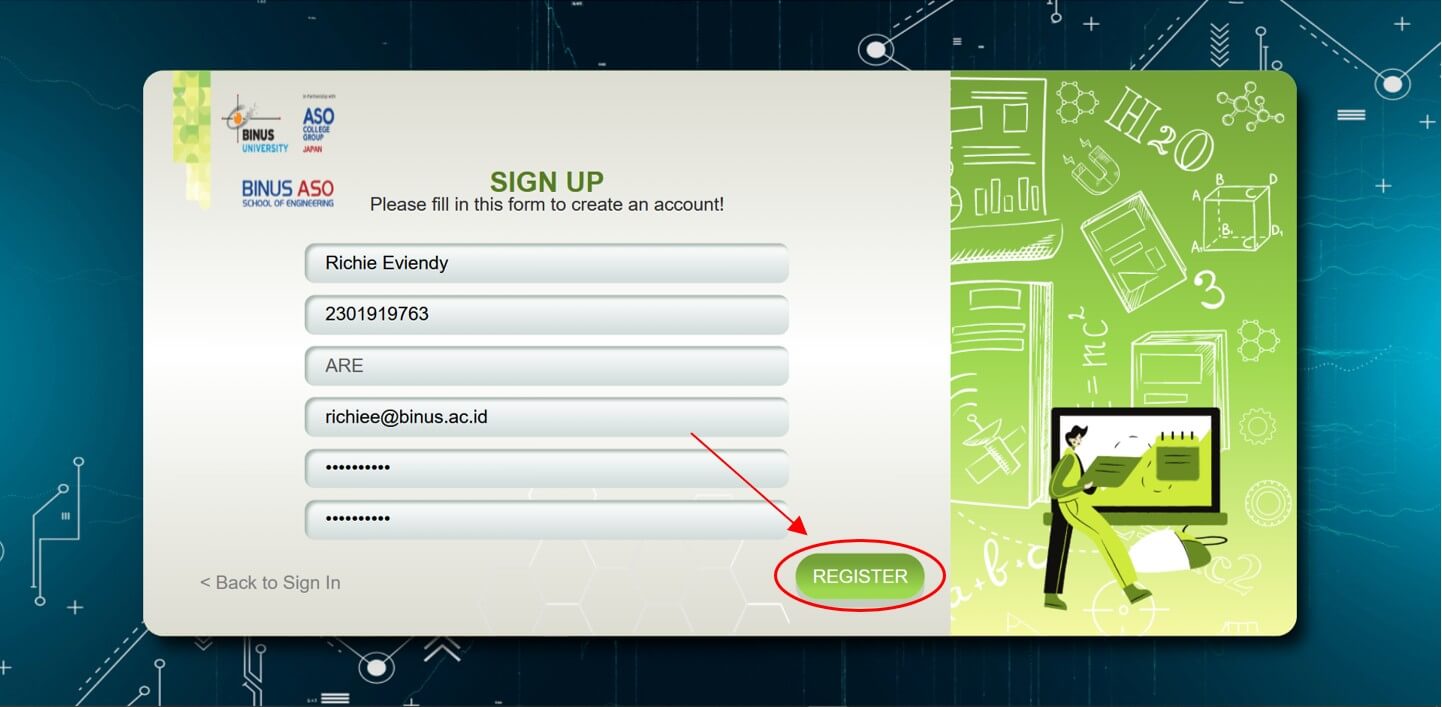 In Partnership with
BINUS
UNIVERSITY
ASO
COLLEGE
GROUP
JAPAN
BINUS ASO
SCHOOL OF ENGINEERING
SIGN UP
Please fill in this form to create an account!
Richie Eviendy
2301919763
ARE
richiee@binus.ac.id
••••••••••
••••••••••
< Back to Sign In
REGISTER
H2O
A B C D
A₁ B₁ C₁ D₁
3
= mc²
a+b+c
C2